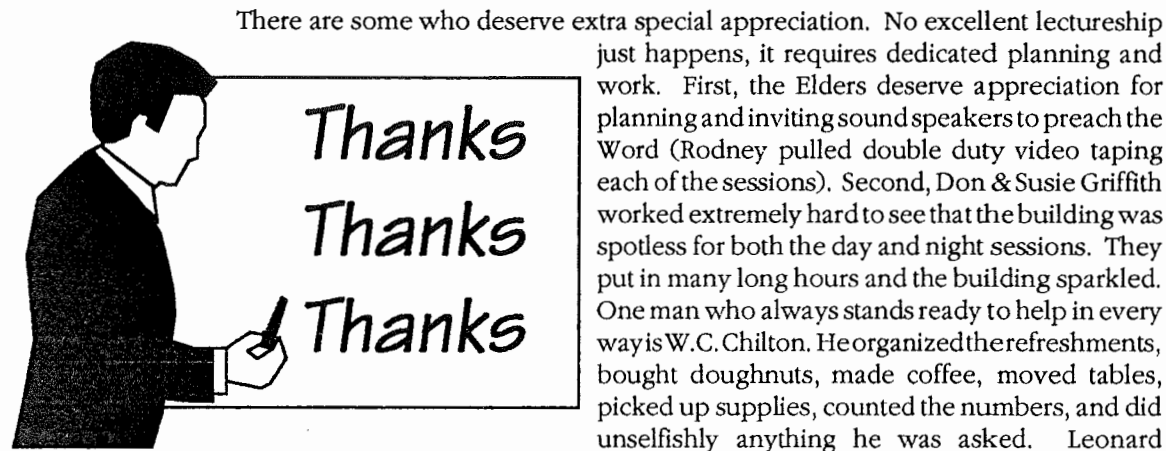 There are some who deserve extra special appreciation. No excellent lectureship
just happens, it requires dedicated planning and
work. First, the Elders deserve appreciation for
planning and inviting sound speakers to preach the
Word (Rodney pulled double duty video taping
each of the sessions). Second, Don & Susie Griffith
worked extremely hard to see that the building was
spotless for both the day and night sessions. They
put in many long hours and the building sparkled.
One man who always stands ready to help in every
way is W.C. Chilton. He organized the refreshments,
bought doughnuts, made coffee, moved tables,
picked up supplies, counted the numbers, and did
unselfishly anything he was asked. Leonard
Thanks
Thanks
Thanks